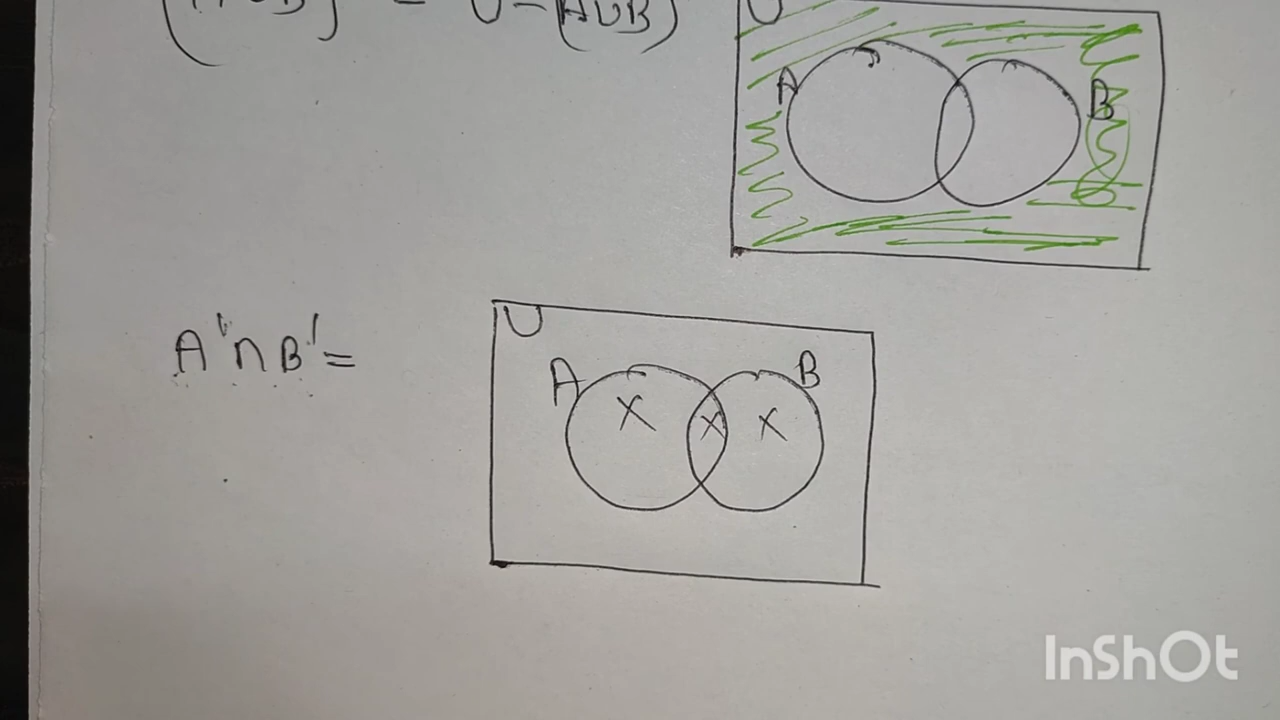 = U - (A∪B)
U
A
B
A'∩B' =
U
A
B
X
X
X
InShOt